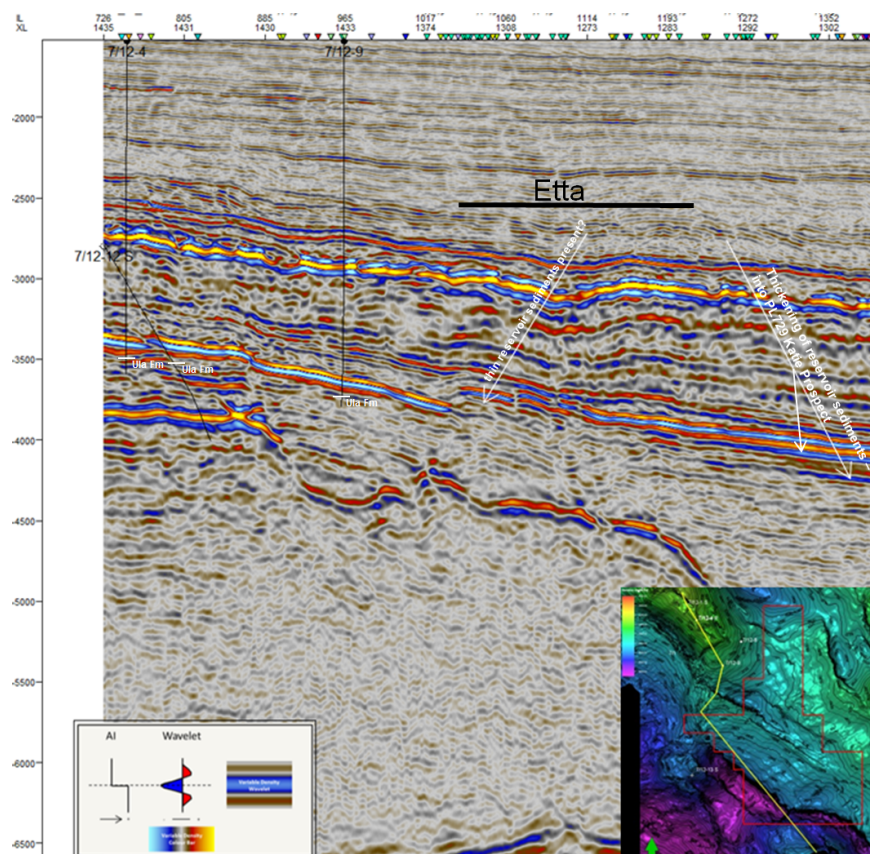 IL 726 805 885 965 1017 1060 1114 1193 1272 1352
XL 1435 1431 1430 1433 1374 1308 1273 1283 1292 1302
7/12-4
7/12-9
-2000
Etta
-2500
7/12-12 S
-3000
thin reservoir sediments present?
Thickening of reservoir sediments
into PL729 Katie Prospect
-3500
Ula Fm
Ula Fm
Ula Fm
-4000
-4500
-5000
-5500
-6000
-6500
AI Wavelet
Variable Density
Wavelet
Variable Density
Colour Bar